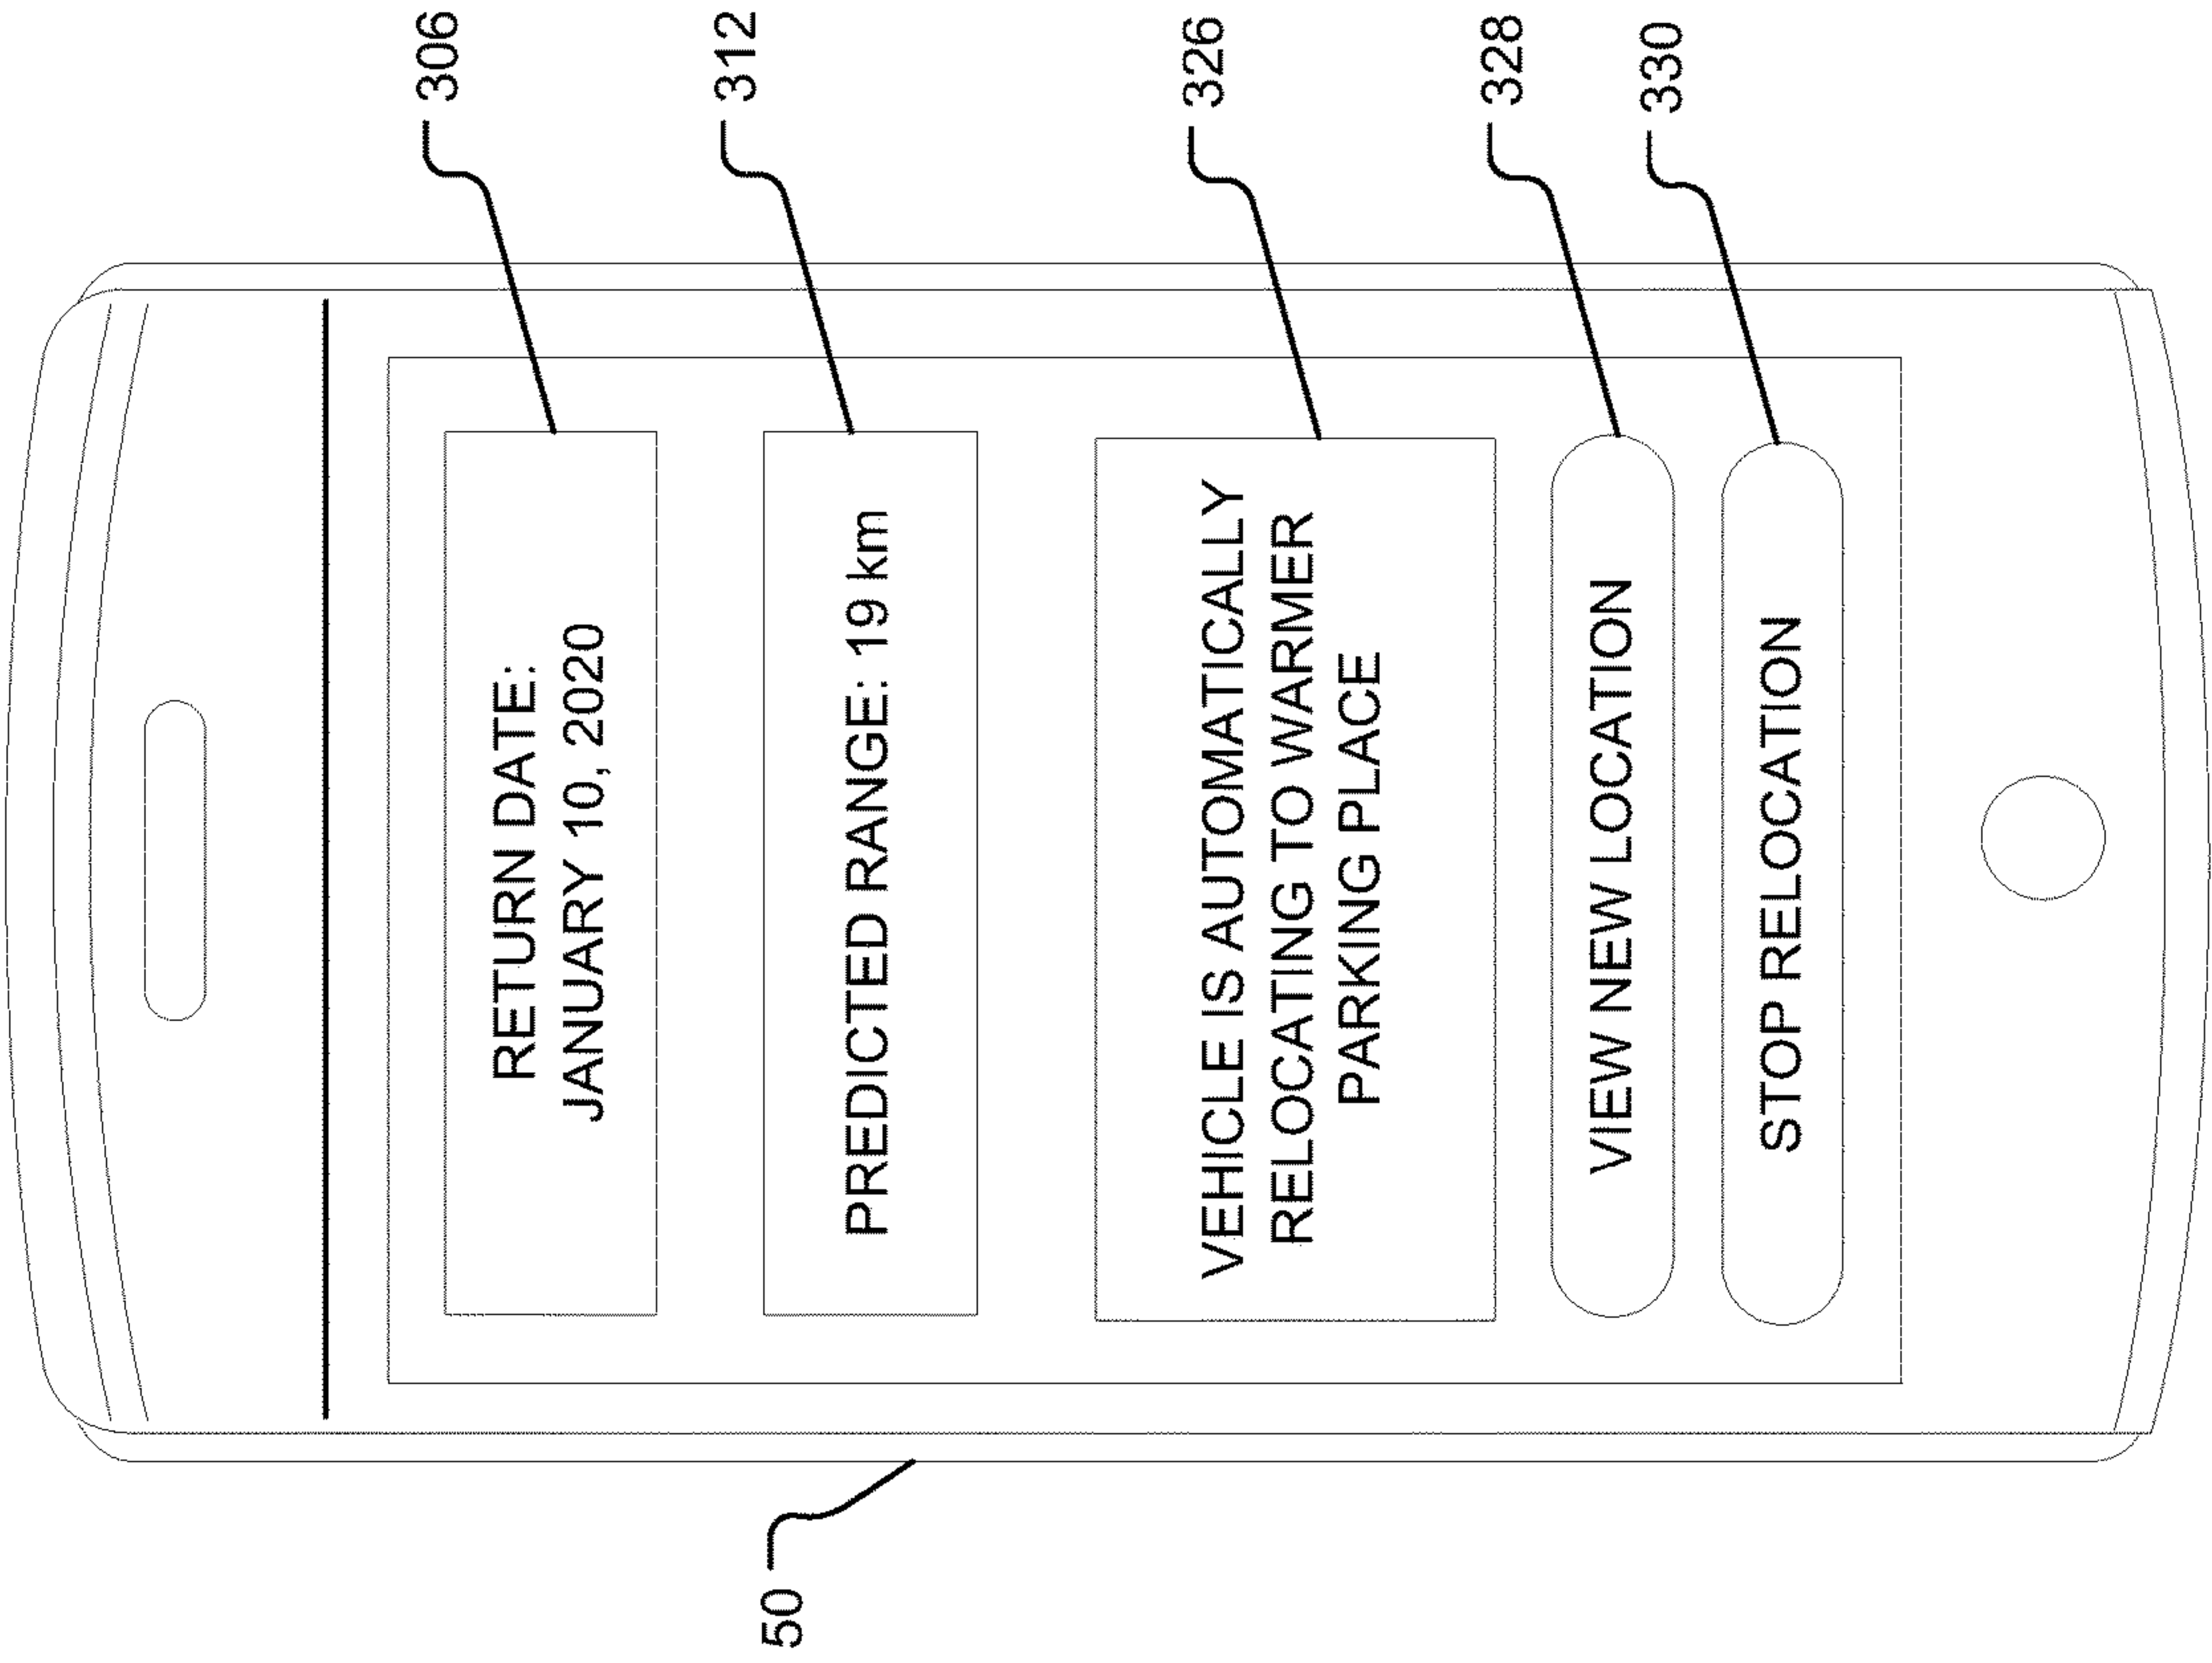 306
RETURN DATE:
JANUARY 10, 2020
312
PREDICTED RANGE: 19 km
50
326
VEHICLE IS AUTOMATICALLY
RELOCATING TO WARMER
PARKING PLACE
328
VIEW NEW LOCATION
330
STOP RELOCATION